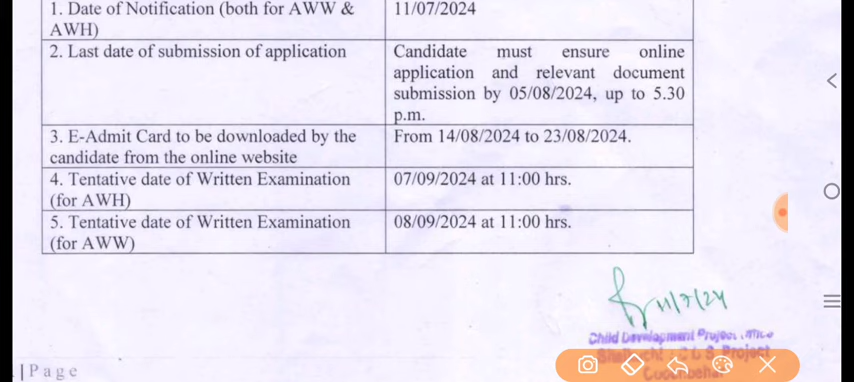 1. Date of Notification (both for AWW &
AWH)
11/07/2024
2. Last date of submission of application
Candidate must ensure online
application and relevant document
submission by 05/08/2024, up to 5.30
p.m.
3. E-Admit Card to be downloaded by the
candidate from the online website
From 14/08/2024 to 23/08/2024.
4. Tentative date of Written Examination
(for AWH)
07/09/2024 at 11:00 hrs.
5. Tentative date of Written Examination
(for AWW)
08/09/2024 at 11:00 hrs.
11/7/24
Child Development Project
Project
| Page